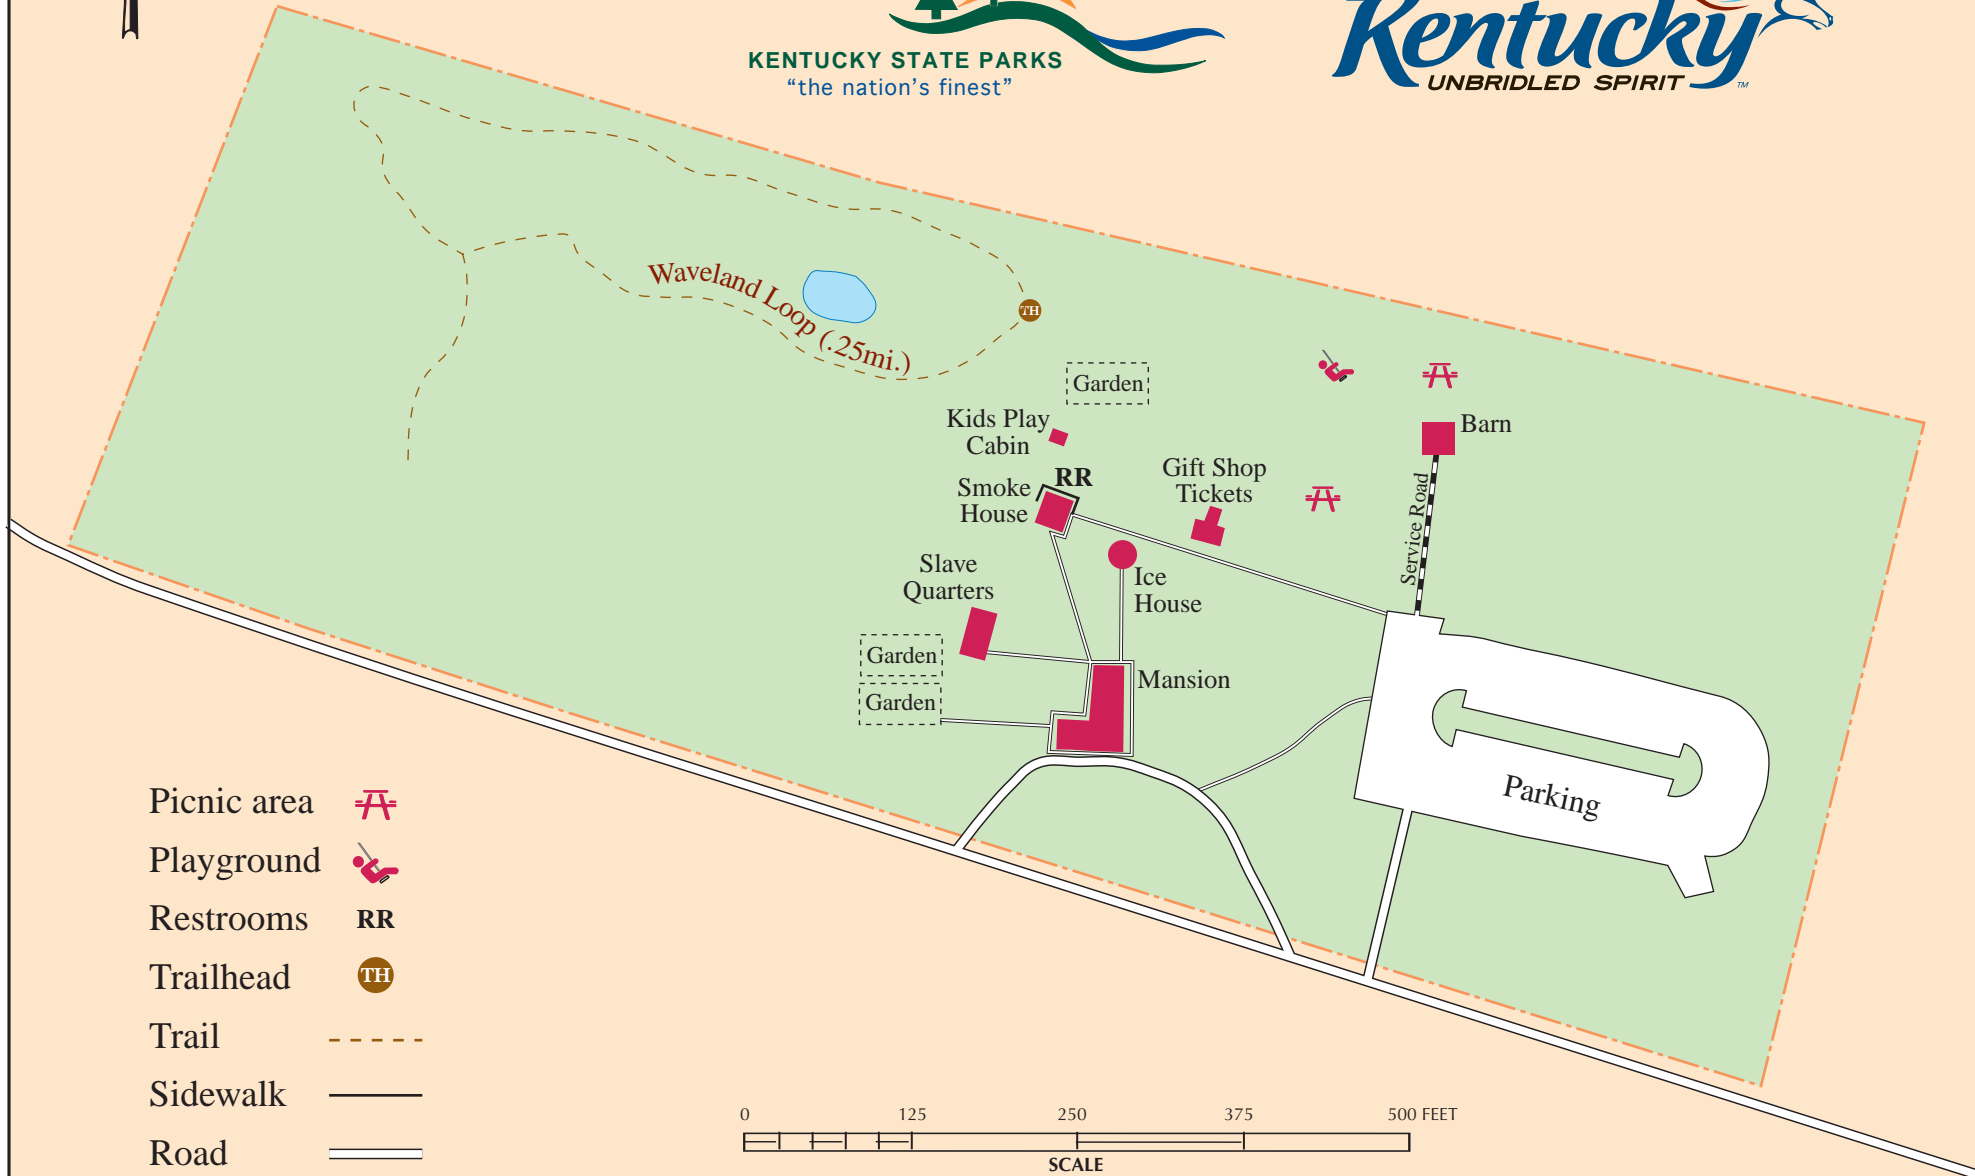 KENTUCKY STATE PARKS
“the nation’s finest”
Kentucky
UNBRIDLED SPIRIT™
Waveland Loop (.25mi.)
TH
Garden
Kids Play
Cabin
RR
Smoke
House
Gift Shop
Tickets
Barn
Service Road
Ice
House
Slave
Quarters
Garden
Garden
Mansion
Parking
Picnic area
Playground
Restrooms RR
Trailhead TH
Trail
Sidewalk
Road
0 125 250 375 500 FEET
SCALE